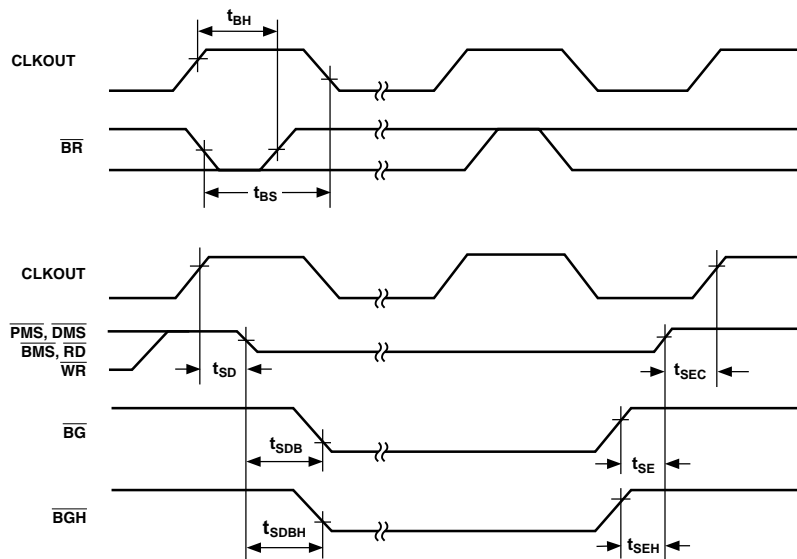 tBH
CLKOUT
BR
tBS
CLKOUT
PMS, DMS
BMS, RD
WR
tSD
tSEC
BG
tSDB
tSE
BGH
tSDBH
tSEH